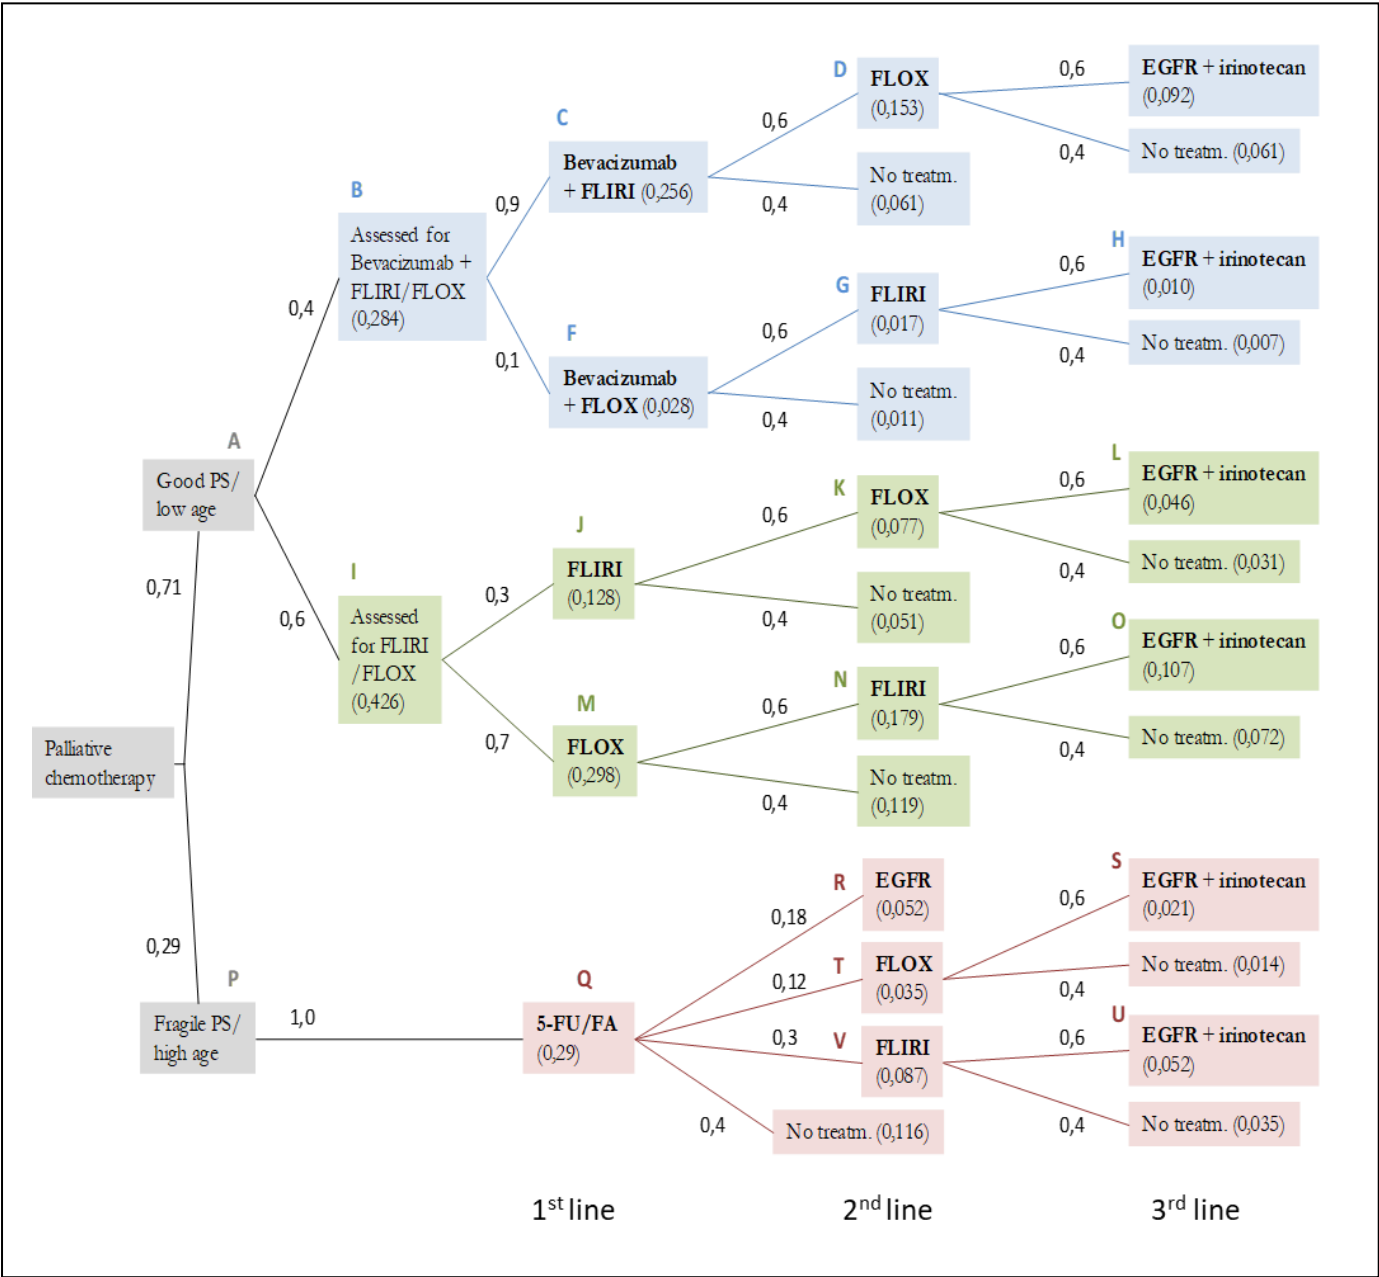 Palliative
chemotherapy
0,71
0,29
A
Good PS/
low age
0,4
0,6
B
Assessed for
Bevacizumab +
FLIRI/FLOX
(0,284)
0,9
0,1
C
Bevacizumab
+ FLIRI (0,256)
0,6
0,4
D
FLOX
(0,153)
0,6
0,4
EGFR + irinotecan
(0,092)
No treatm. (0,061)
No treatm.
(0,061)
F
Bevacizumab
+ FLOX (0,028)
0,6
0,4
G
FLIRI
(0,017)
0,6
0,4
H
EGFR + irinotecan
(0,010)
No treatm. (0,007)
No treatm.
(0,011)
I
Assessed
for FLIRI
/FLOX
(0,426)
0,3
0,7
J
FLIRI
(0,128)
0,6
0,4
K
FLOX
(0,077)
0,6
0,4
L
EGFR + irinotecan
(0,046)
No treatm. (0,031)
No treatm.
(0,051)
M
FLOX
(0,298)
0,6
0,4
N
FLIRI
(0,179)
0,6
0,4
O
EGFR + irinotecan
(0,107)
No treatm. (0,072)
No treatm.
(0,119)
P
Fragile PS/
high age
1,0
Q
5-FU/FA
(0,29)
0,18
0,12
0,3
0,4
R
EGFR
(0,052)
T
FLOX
(0,035)
0,6
0,4
S
EGFR + irinotecan
(0,021)
No treatm. (0,014)
V
FLIRI
(0,087)
0,6
0,4
U
EGFR + irinotecan
(0,052)
No treatm. (0,035)
No treatm. (0,116)
1st line
2nd line
3rd line